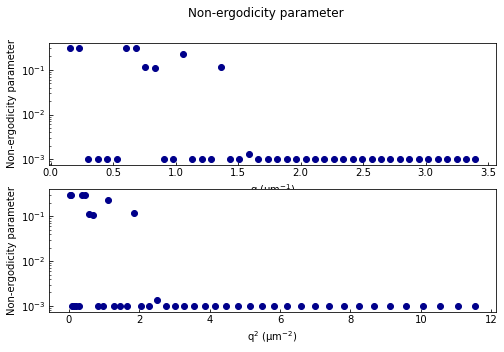 Non-ergodicity parameter
Non-ergodicity parameter
10⁻¹
10⁻²
10⁻³
0.0 0.5 1.0 1.5 2.0 2.5 3.0 3.5
q (μm⁻¹)
Non-ergodicity parameter
10⁻¹
10⁻²
10⁻³
0 2 4 6 8 10 12
q² (μm⁻²)